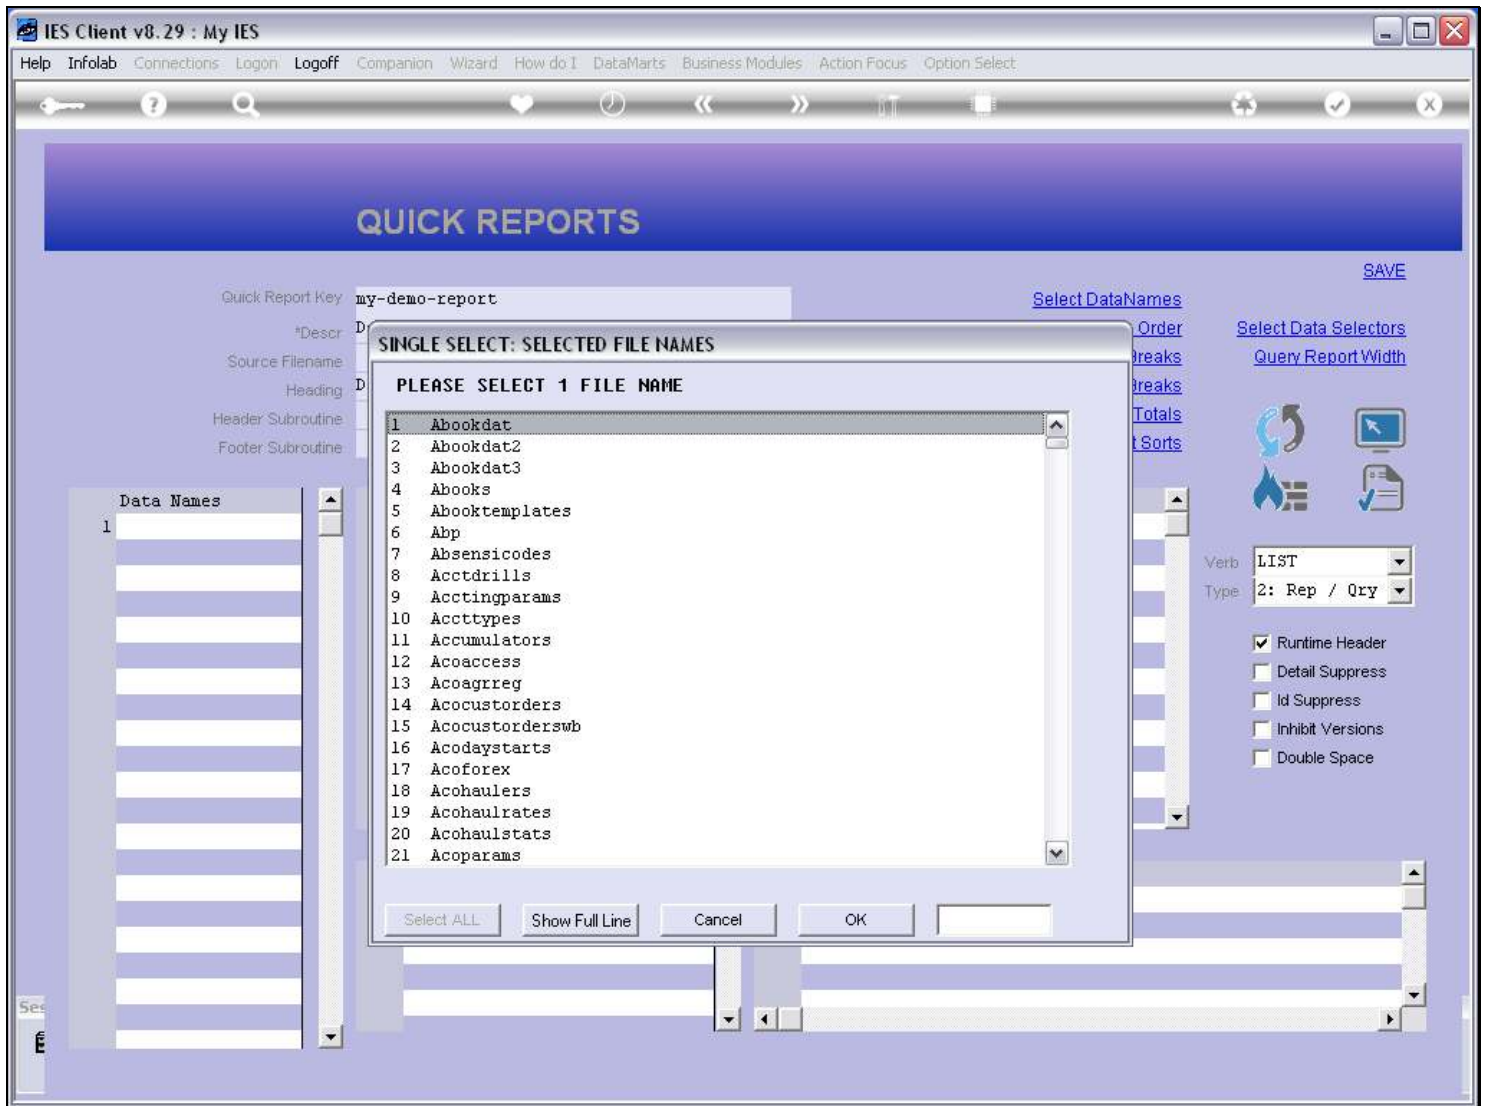 IES Client v8.29 : My IES
Help Infolab Connections Logon Logoff Companion Wizard How do I DataMarts Business Modules Action Focus Option Select
QUICK REPORTS
SAVE
Quick Report Key my-demo-report Select DataNames
*Descr D Order Select Data Selectors
Source Filename Breaks Query Report Width
Heading D Breaks
Header Subroutine Totals
Footer Subroutine t Sorts
SINGLE SELECT: SELECTED FILE NAMES
PLEASE SELECT 1 FILE NAME
1 Abookdat
2 Abookdat2
3 Abookdat3
4 Abooks
5 Abooktemplates
6 Abp
7 Absensicodes
8 Acctdrills
9 Acctingparams
10 Accttypes
11 Accumulators
12 Acoaccess
13 Acoagrreg
14 Acocustorders
15 Acocustorderswb
16 Acodaystarts
17 Acoforex
18 Acohaulers
19 Acohaulrates
20 Acohaulstats
21 Acoparams
Select ALL Show Full Line Cancel OK
Data Names
1
Verb LIST
Type 2: Rep / Qry
Runtime Header
Detail Suppress
Id Suppress
Inhibit Versions
Double Space
Ses